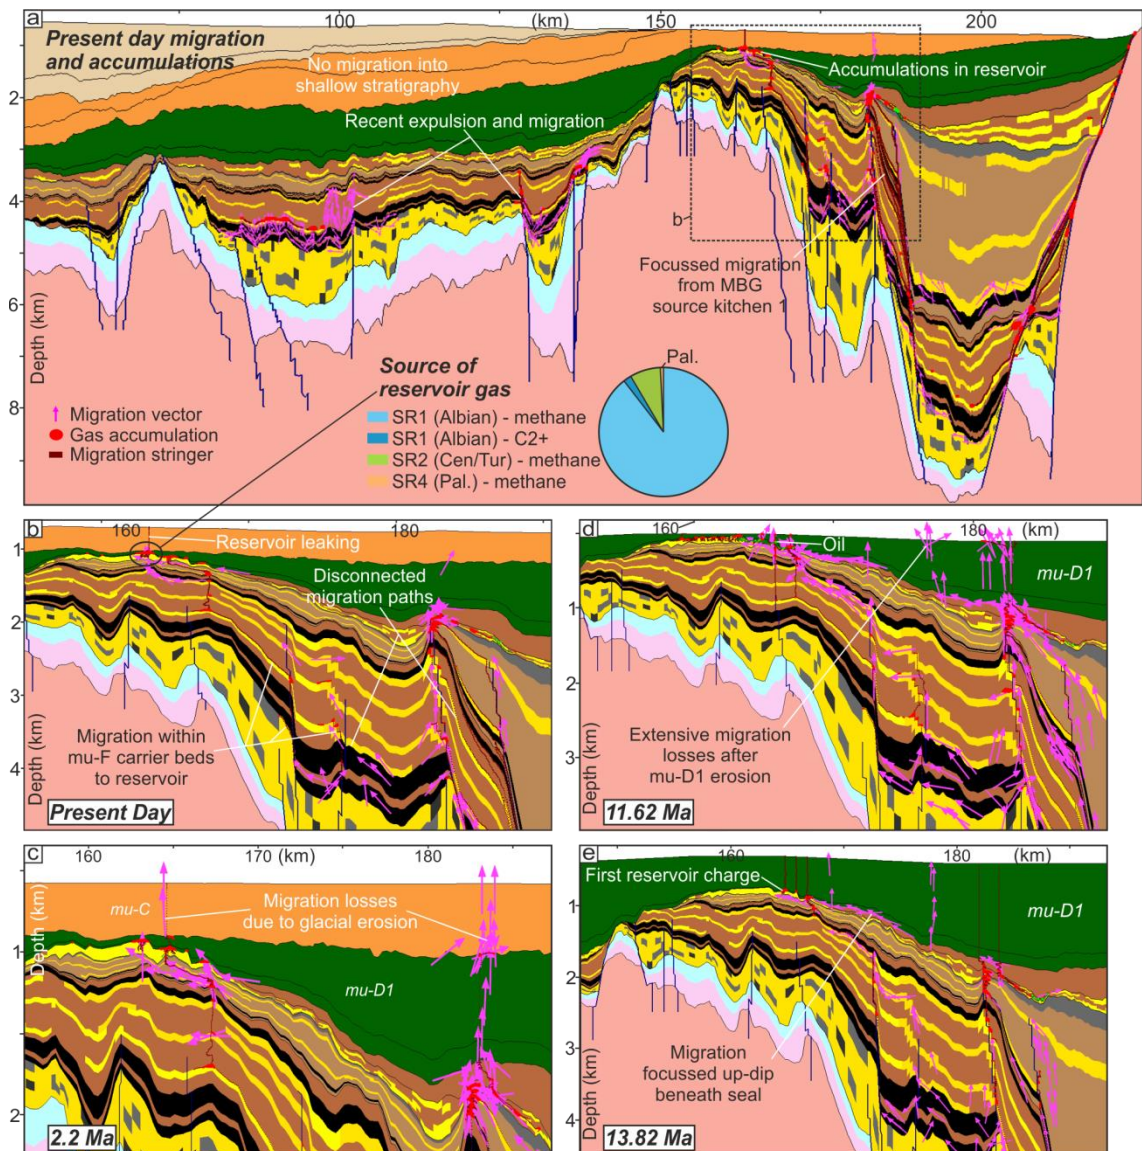 a
100
(km)
150
200
Present day migration
and accumulations
No migration into
shallow stratigraphy
Accumulations in reservoir
2
Recent expulsion and migration
4
b
Focussed migration
from MBG
source kitchen 1
6
Depth (km)
Source of
reservoir gas
Pal.
8
Migration vector
Gas accumulation
Migration stringer
SR1 (Albian) - methane
SR1 (Albian) - C2+
SR2 (Cen/Tur) - methane
SR4 (Pal.) - methane
b
160
180
1
Reservoir leaking
Disconnected
migration paths
2
3
Migration within
mu-F carrier beds
to reservoir
Depth (km)
4
Present Day
d
160
180
(km)
Oil
mu-D1
1
2
Extensive migration
losses after
mu-D1 erosion
3
Depth (km)
11.62 Ma
c
160
170
(km)
180
mu-C
Migration losses
due to glacial erosion
Depth (km)
1
mu-D1
2
2.2 Ma
e
160
180
(km)
First reservoir charge
1
mu-D1
2
3
Migration
focussed up-dip
beneath seal
Depth (km)
4
13.82 Ma